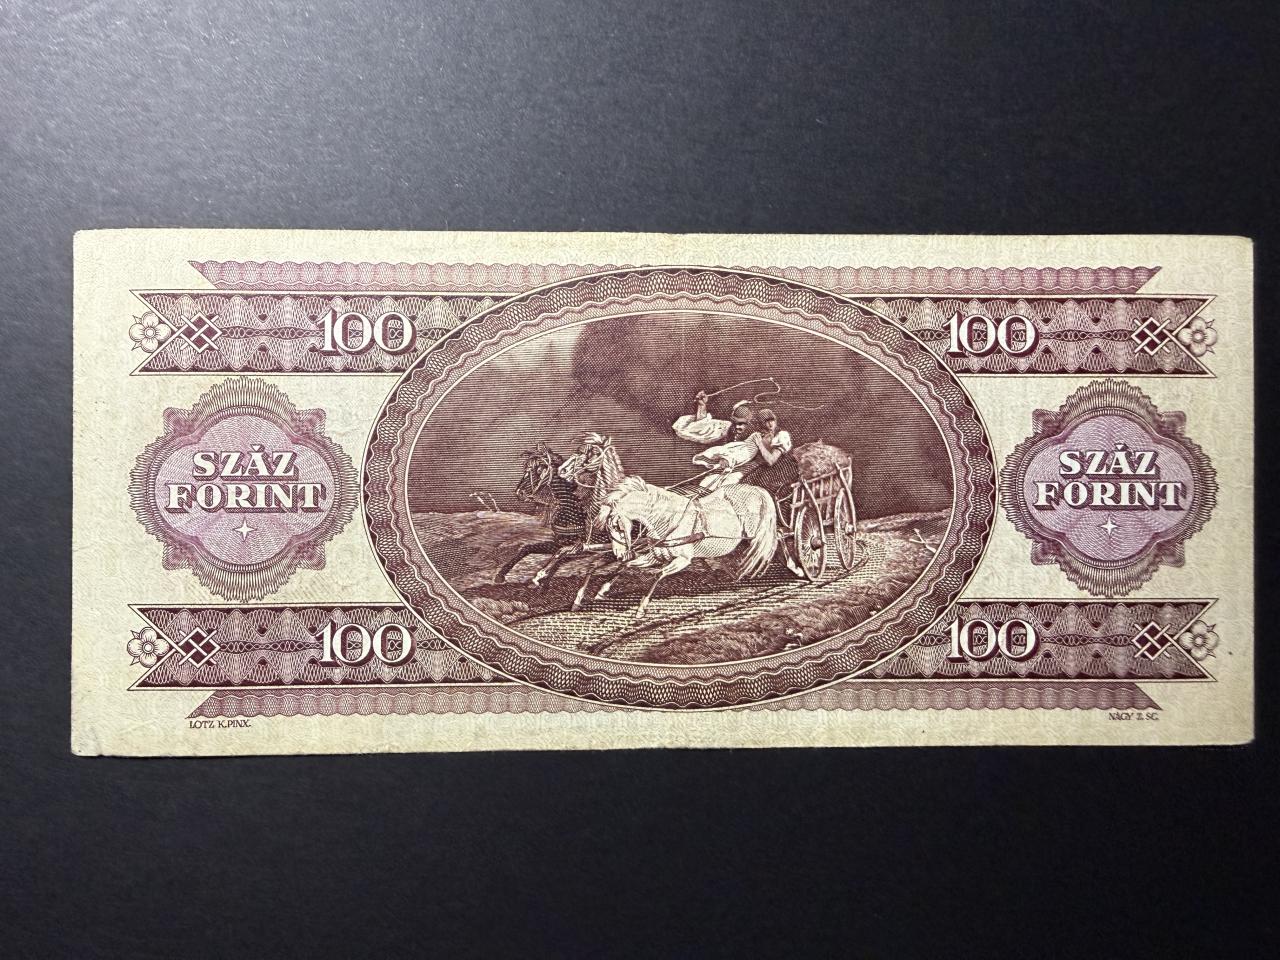 100
100
SZÁZ
FORINT
SZÁZ
FORINT
100
100
LOTZ K. PINX.
NAGY Z. SC.